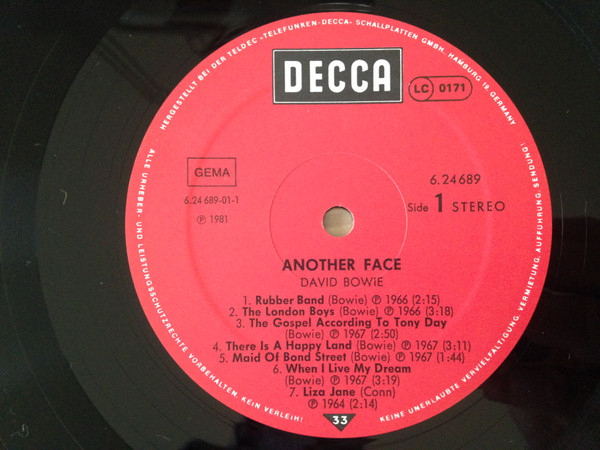 HERGESTELLT BEI DER TELDEC »TELEFUNKEN-DECCA« SCHALLPLATTEN GMBH, HAMBURG 19, GERMANY
DECCA
LC 0171
GEMA
6.24 689-01-1
℗ 1981
6.24689
Side 1 STEREO
ANOTHER FACE
DAVID BOWiE
1. Rubber Band (Bowie) ℗ 1966 (2:15)
2. The London Boys (Bowie) ℗ 1966 (3:18)
3. The Gospel According To Tony Day
(Bowie) ℗ 1967 (2:50)
4. There Is A Happy Land (Bowie) ℗ 1967 (3:11)
5. Maid Of Bond Street (Bowie) ℗ 1967 (1:44)
6. When I Live My Dream
(Bowie) ℗ 1967 (3:19)
7. Liza Jane (Conn)
℗ 1964 (2:14)
33
ALLE URHEBER- UND LEISTUNGSSCHUTZRECHTE VORBEHALTEN. KEIN VERLEIH! KEINE UNERLAUBTE VERVIELFÄLTIGUNG, VERMIETUNG, AUFFÜHRUNG, SENDUNG!